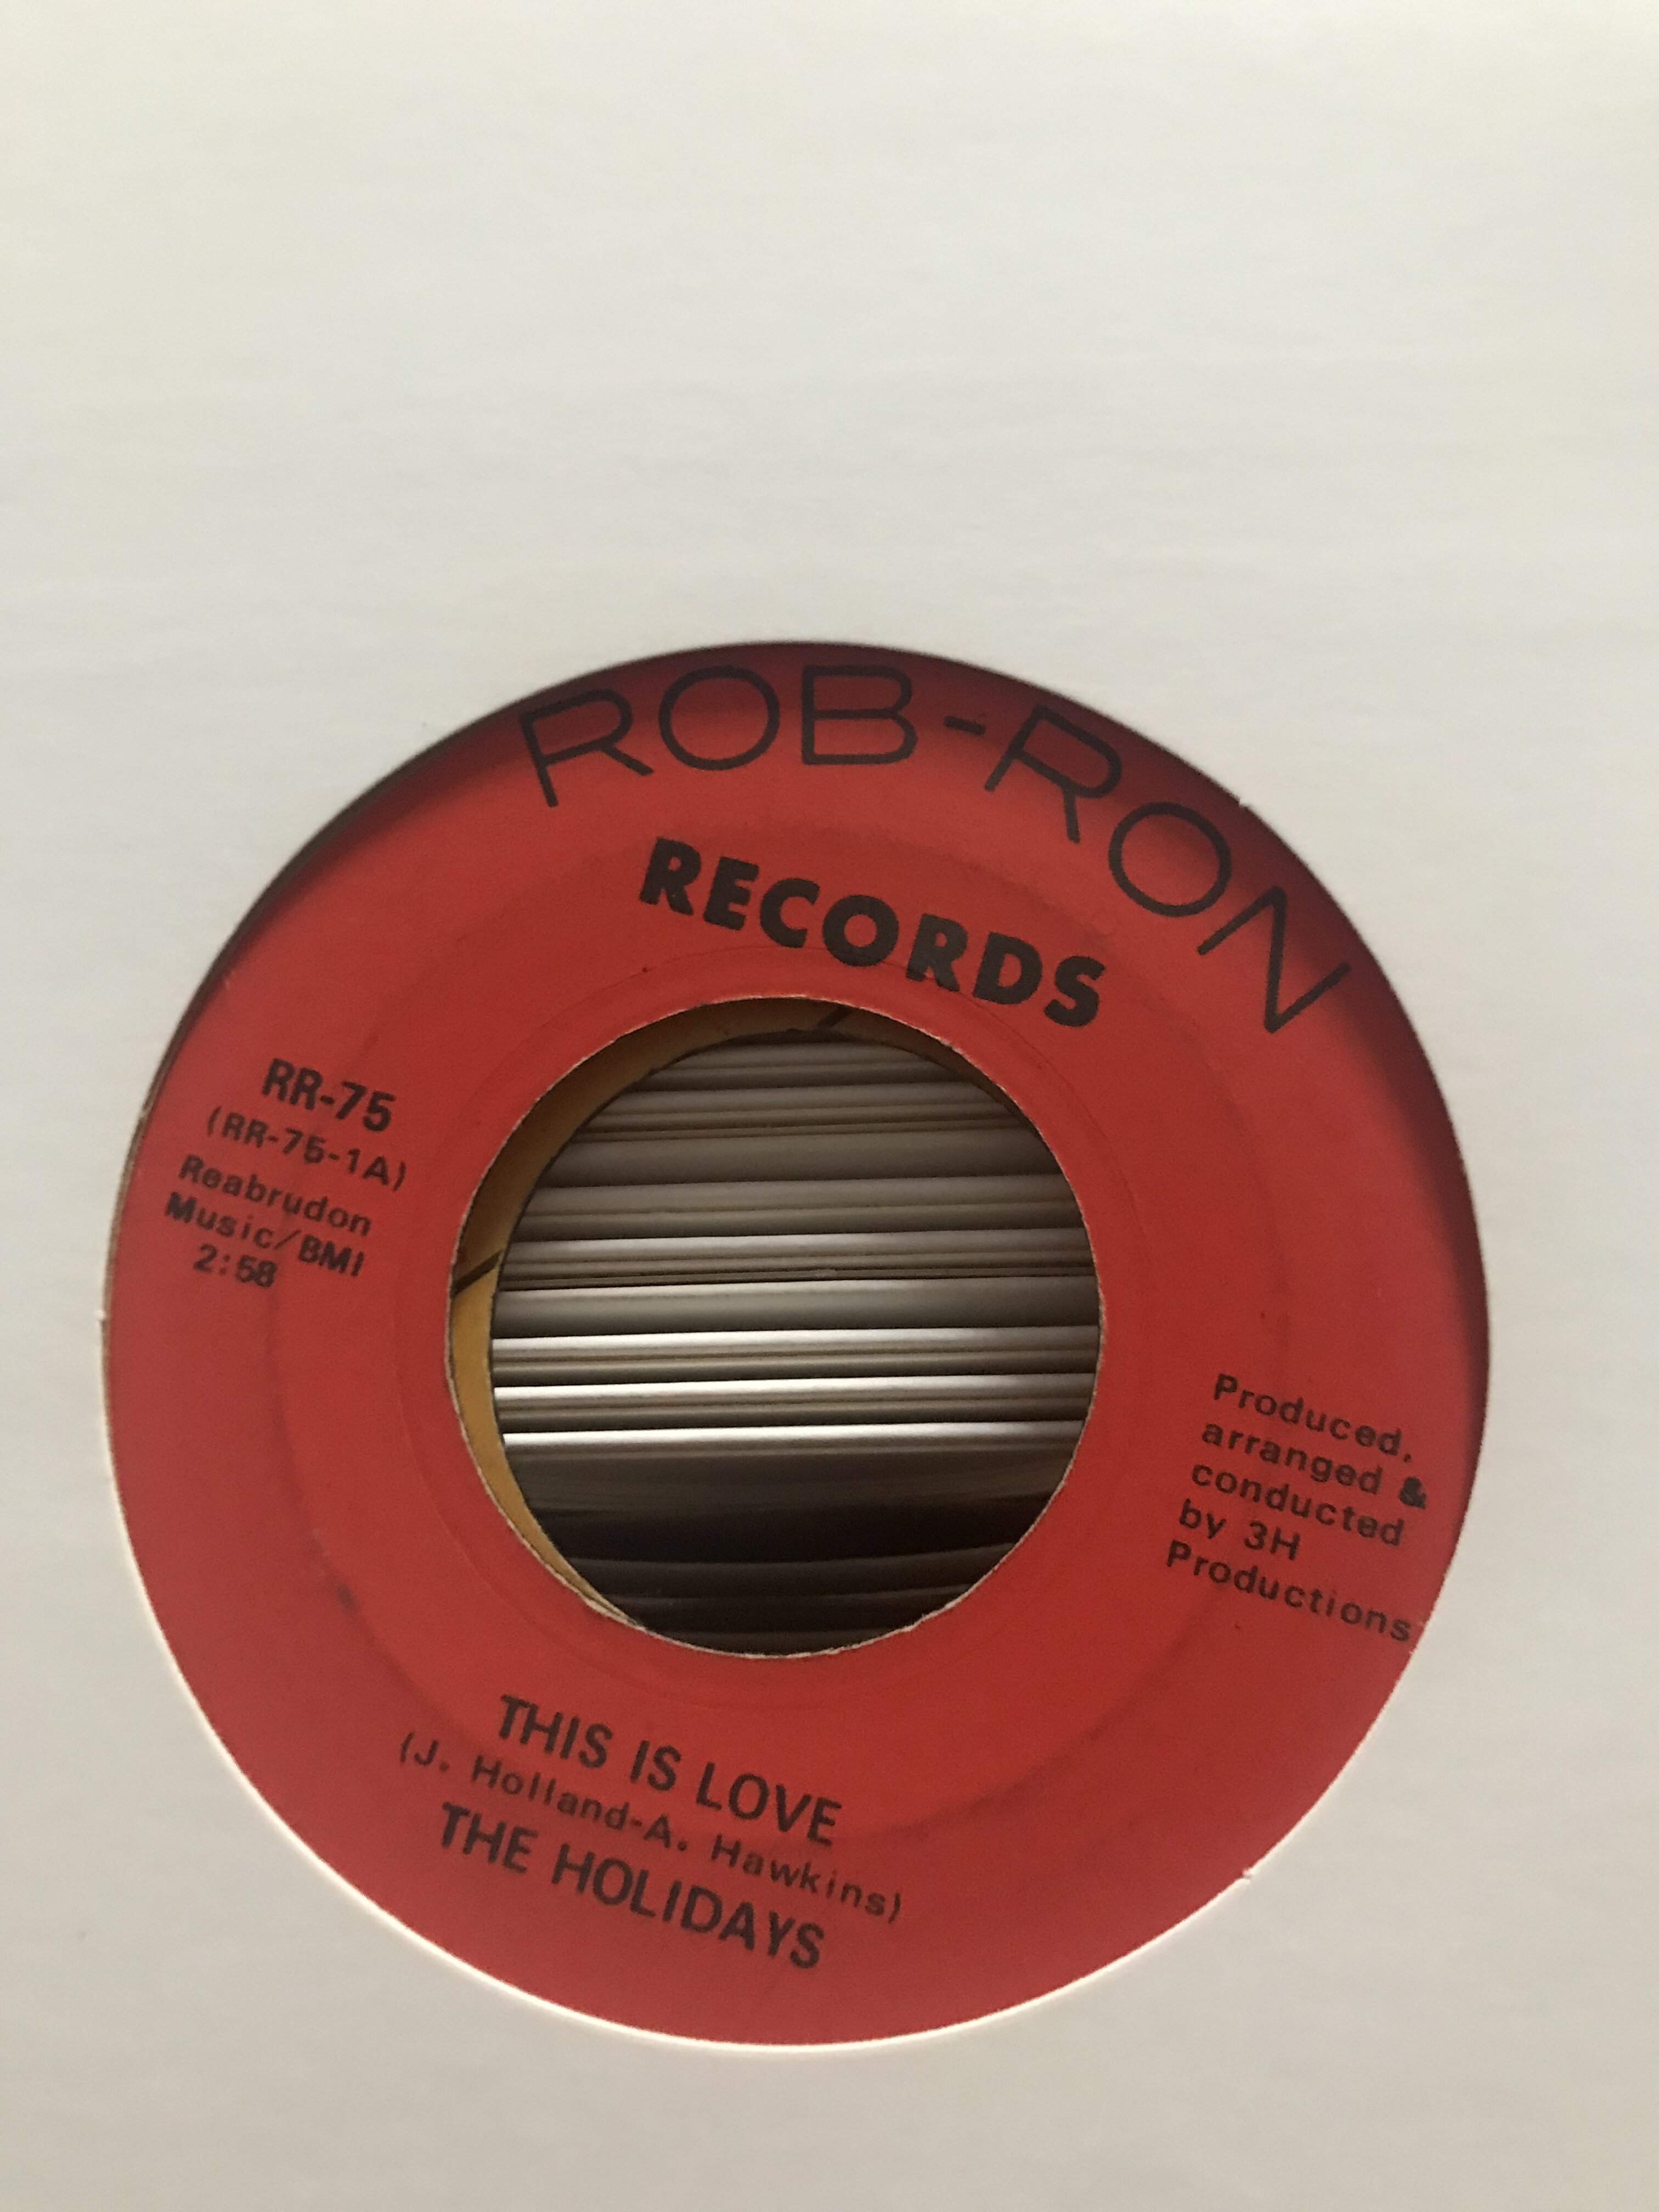 ROB-RON
RECORDS
RR-75
(RR-75-1A)
Reabrudon
Music/BMI
2:58
Produced,
arranged &
conducted
by 3H
Productions
THIS IS LOVE
(J. Holland-A. Hawkins)
THE HOLIDAYS